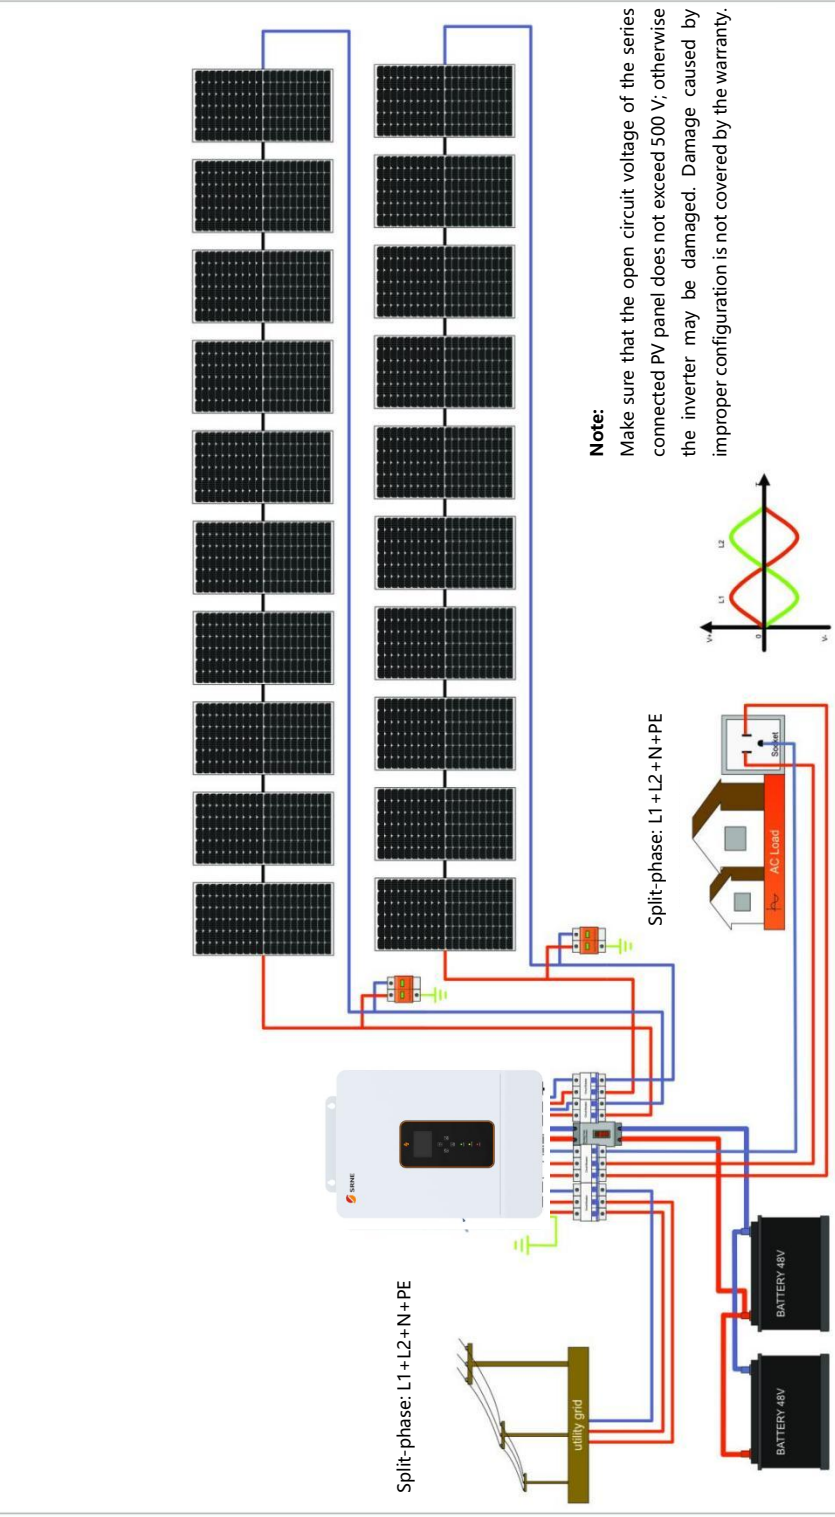 Note:
Make sure that the open circuit voltage of the series
connected PV panel does not exceed 500 V; otherwise
the inverter may be damaged. Damage caused by
improper configuration is not covered by the warranty.
Split-phase: L1+L2+N+PE
SRNE
Split-phase: L1+L2+N+PE
utility grid
BATTERY 48V
BATTERY 48V
AC Load
Socket
V+
L1
L2
0
V-